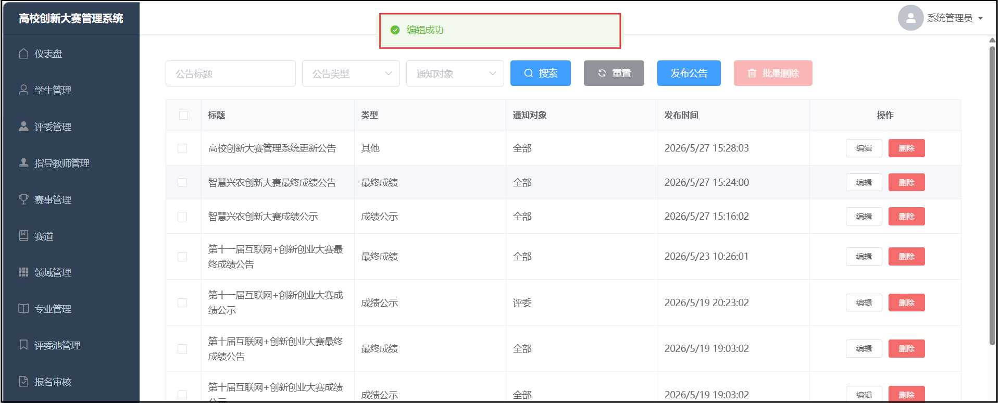 高校创新大赛管理系统
编辑成功
系统管理员
仪表盘
学生管理
评委管理
指导教师管理
赛事管理
赛道
领域管理
专业管理
评委池管理
报名审核
公告标题 公告类型 通知对象 搜索 重置 发布公告 批量删除
标题 类型 通知对象 发布时间 操作
高校创新大赛管理系统更新公告 其他 全部 2026/5/27 15:28:03 编辑 删除
智慧兴农创新大赛最终成绩公告 最终成绩 全部 2026/5/27 15:24:00 编辑 删除
智慧兴农创新大赛成绩公示 成绩公示 全部 2026/5/27 15:16:02 编辑 删除
第十一届互联网+创新创业大赛最
终成绩公告 最终成绩 全部 2026/5/23 10:26:01 编辑 删除
第十一届互联网+创新创业大赛成
绩公示 成绩公示 评委 2026/5/19 20:23:02 编辑 删除
第十届互联网+创新创业大赛最终
成绩公告 最终成绩 全部 2026/5/19 19:03:02 编辑 删除
第十届互联网+创新创业大赛成绩
成绩公示 全部 2026/5/19 19:03:02 编辑 删除